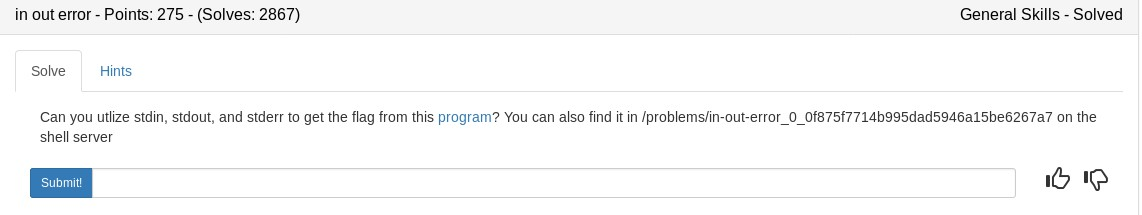 in out error - Points: 275 - (Solves: 2867) General Skills - Solved
Solve Hints
Can you utlize stdin, stdout, and stderr to get the flag from this program? You can also find it in /problems/in-out-error_0_0f875f7714b995dad5946a15be6267a7 on the
shell server
Submit!